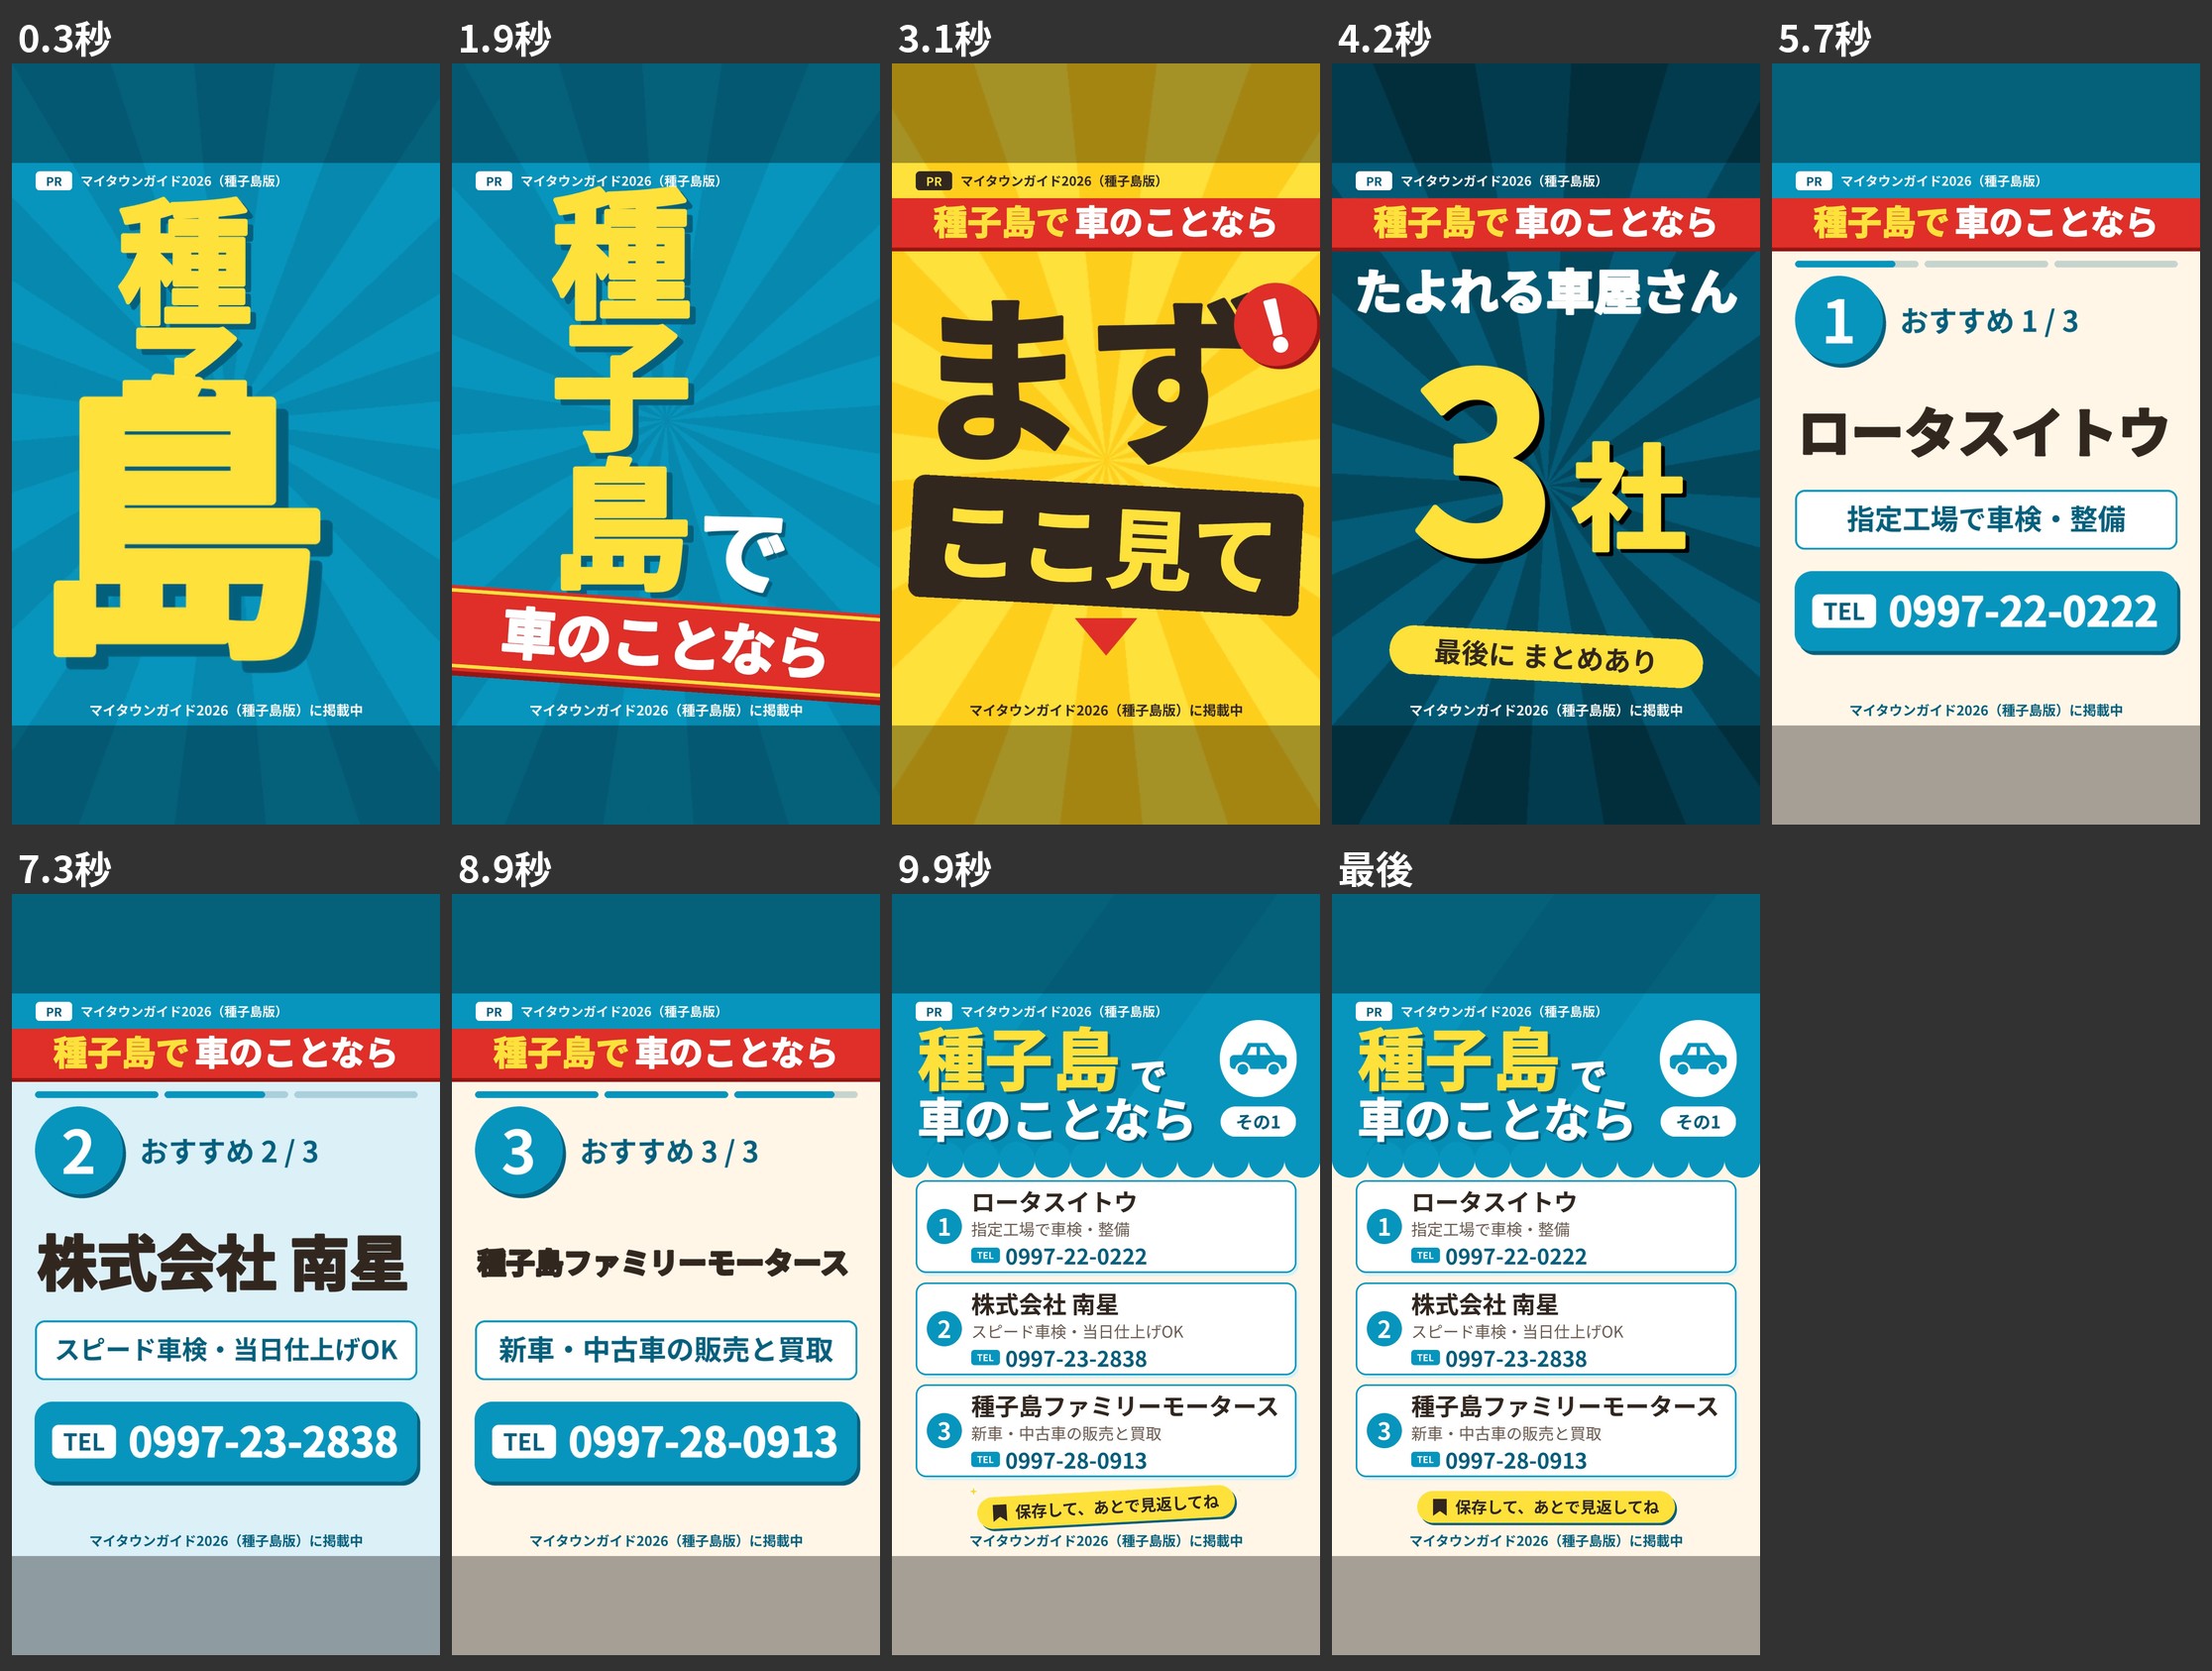 0.3秒
PR マイタウンガイド2026（種子島版）
種
子
島
1.9秒
PR マイタウンガイド2026（種子島版）
種
子
島で
車のことなら
マイタウンガイド2026（種子島版）に掲載中
3.1秒
PR マイタウンガイド2026（種子島版）
種子島で 車のことなら
まず!
ここ見て
マイタウンガイド2026（種子島版）に掲載中
4.2秒
PR マイタウンガイド2026（種子島版）
種子島で 車のことなら
たよれる車屋さん
3社
最後に まとめあり
マイタウンガイド2026（種子島版）に掲載中
5.7秒
PR マイタウンガイド2026（種子島版）
種子島で 車のことなら
1 おすすめ 1 / 3
ロータスイトウ
指定工場で車検・整備
TEL 0997-22-0222
マイタウンガイド2026（種子島版）に掲載中
マイタウンガイド2026（種子島版）に掲載中
7.3秒
PR マイタウンガイド2026（種子島版）
種子島で 車のことなら
2 おすすめ 2 / 3
株式会社 南星
スピード車検・当日仕上げOK
TEL 0997-23-2838
マイタウンガイド2026（種子島版）に掲載中
8.9秒
PR マイタウンガイド2026（種子島版）
種子島で 車のことなら
3 おすすめ 3 / 3
種子島ファミリーモータース
新車・中古車の販売と買取
TEL 0997-28-0913
マイタウンガイド2026（種子島版）に掲載中
9.9秒
PR マイタウンガイド2026（種子島版）
種子島で
車のことなら
その1
1 ロータスイトウ
指定工場で車検・整備
TEL 0997-22-0222
2 株式会社 南星
スピード車検・当日仕上げOK
TEL 0997-23-2838
3 種子島ファミリーモータース
新車・中古車の販売と買取
TEL 0997-28-0913
保存して、あとで見返してね
マイタウンガイド2026（種子島版）に掲載中
最後
PR マイタウンガイド2026（種子島版）
種子島で
車のことなら
その1
1 ロータスイトウ
指定工場で車検・整備
TEL 0997-22-0222
2 株式会社 南星
スピード車検・当日仕上げOK
TEL 0997-23-2838
3 種子島ファミリーモータース
新車・中古車の販売と買取
TEL 0997-28-0913
保存して、あとで見返してね
マイタウンガイド2026（種子島版）に掲載中